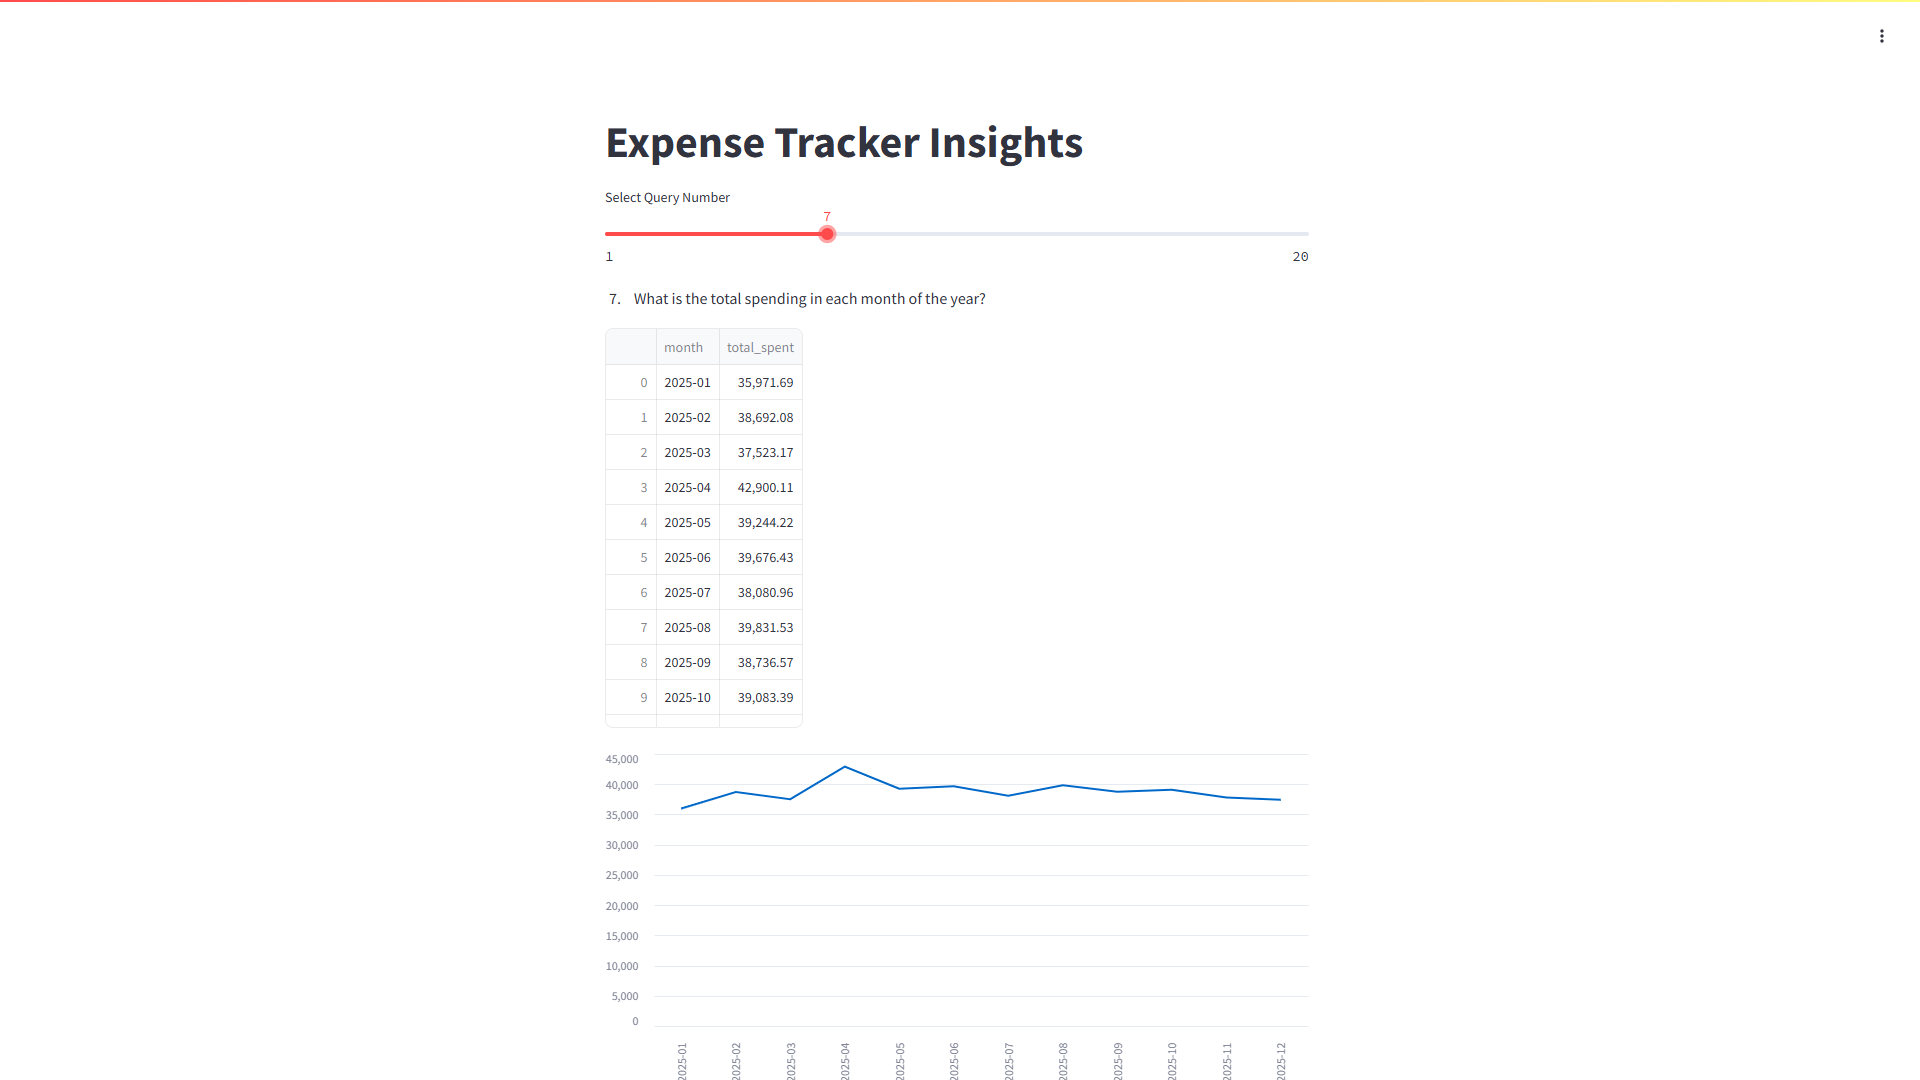 Expense Tracker Insights
Select Query Number
7
1 20
7. What is the total spending in each month of the year?
month total_spent
0 2025-01 35,971.69
1 2025-02 38,692.08
2 2025-03 37,523.17
3 2025-04 42,900.11
4 2025-05 39,244.22
5 2025-06 39,676.43
6 2025-07 38,080.96
7 2025-08 39,831.53
8 2025-09 38,736.57
9 2025-10 39,083.39
45,000
40,000
35,000
30,000
25,000
20,000
15,000
10,000
5,000
0
2025-01 2025-02 2025-03 2025-04 2025-05 2025-06 2025-07 2025-08 2025-09 2025-10 2025-11 2025-12